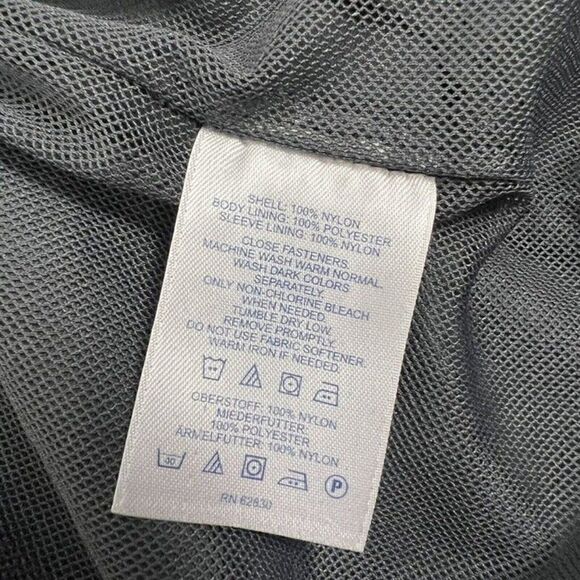 SHELL: 100% NYLON
BODY LINING: 100% POLYESTER
SLEEVE LINING: 100% NYLON
CLOSE FASTENERS.
MACHINE WASH WARM NORMAL,
WASH DARK COLORS
SEPARATELY.
ONLY NON-CHLORINE BLEACH
WHEN NEEDED.
TUMBLE DRY LOW.
REMOVE PROMPTLY.
DO NOT USE FABRIC SOFTENER.
WARM IRON IF NEEDED.
OBERSTOFF: 100% NYLON
MIEDERFUTTER:
100% POLYESTER
ARMELFUTTER: 100% NYLON
30 P
RN 62830